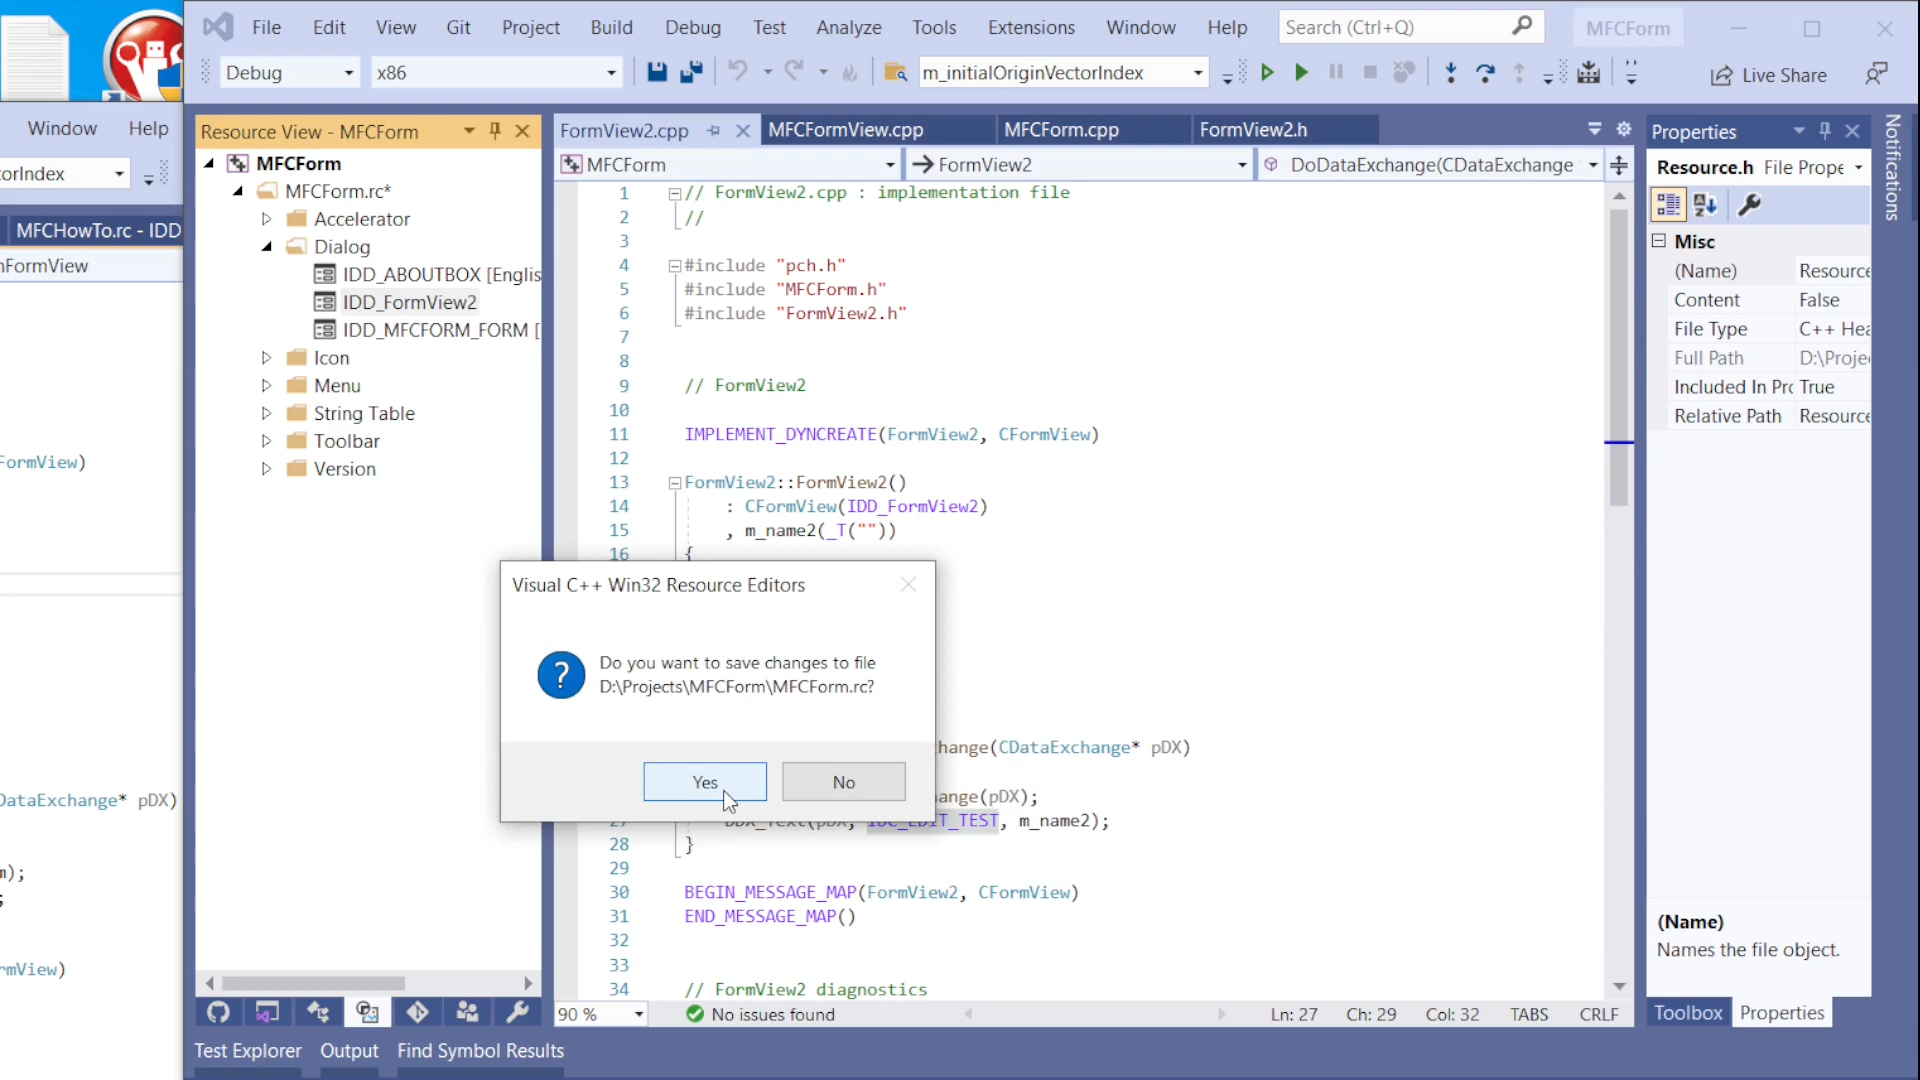 File Edit View Git Project Build Debug Test Analyze Tools Extensions Window Help Search (Ctrl+Q) MFCForm
Debug x86 m_initialOriginVectorIndex Live Share
Window Help
orIndex
MFCHowTo.rc - IDD
nFormView
FormView)
DataExchange* pDX)
m);
;
rmView)
Resource View - MFCForm
MFCForm
MFCForm.rc*
Accelerator
Dialog
IDD_ABOUTBOX [Englis
IDD_FormView2
IDD_MFCFORM_FORM [
Icon
Menu
String Table
Toolbar
Version
FormView2.cpp MFCFormView.cpp MFCForm.cpp FormView2.h
MFCForm FormView2 DoDataExchange(CDataExchange
1 // FormView2.cpp : implementation file
2 //
3
4 #include "pch.h"
5 #include "MFCForm.h"
6 #include "FormView2.h"
7
8
9 // FormView2
10
11 IMPLEMENT_DYNCREATE(FormView2, CFormView)
12
13 FormView2::FormView2()
14 : CFormView(IDD_FormView2)
15 , m_name2(_T(""))
16 {
hange(CDataExchange* pDX)
ange(pDX);
27 DDX_Text(pDX, IDC_EDIT_TEST, m_name2);
28 }
29
30 BEGIN_MESSAGE_MAP(FormView2, CFormView)
31 END_MESSAGE_MAP()
32
33
34 // FormView2 diagnostics
Visual C++ Win32 Resource Editors
Do you want to save changes to file
D:\Projects\MFCForm\MFCForm.rc?
Yes No
90 % No issues found Ln: 27 Ch: 29 Col: 32 TABS CRLF
Properties
Resource.h File Prope
Misc
(Name) Resource
Content False
File Type C++ Hea
Full Path D:\Proje
Included In Prc True
Relative Path Resource
(Name)
Names the file object.
Toolbox Properties
Notifications
Test Explorer Output Find Symbol Results